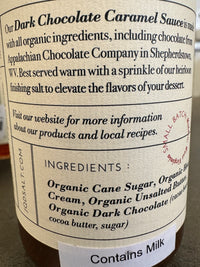 Our Dark Chocolate Caramel Sauce is made
with all organic ingredients, including chocolate from
Appalachian Chocolate Company in Shepherdstown,
WV. Best served warm with a sprinkle of our heirloom
finishing salt to elevate the flavors of your dessert.
Visit our website for more information
about our products and local recipes.
SMALL BATCH
INGREDIENTS:
Organic Cane Sugar, Organic
Cream, Organic Unsalted
Organic Dark Chocolate
cocoa butter, sugar)
Contains Milk